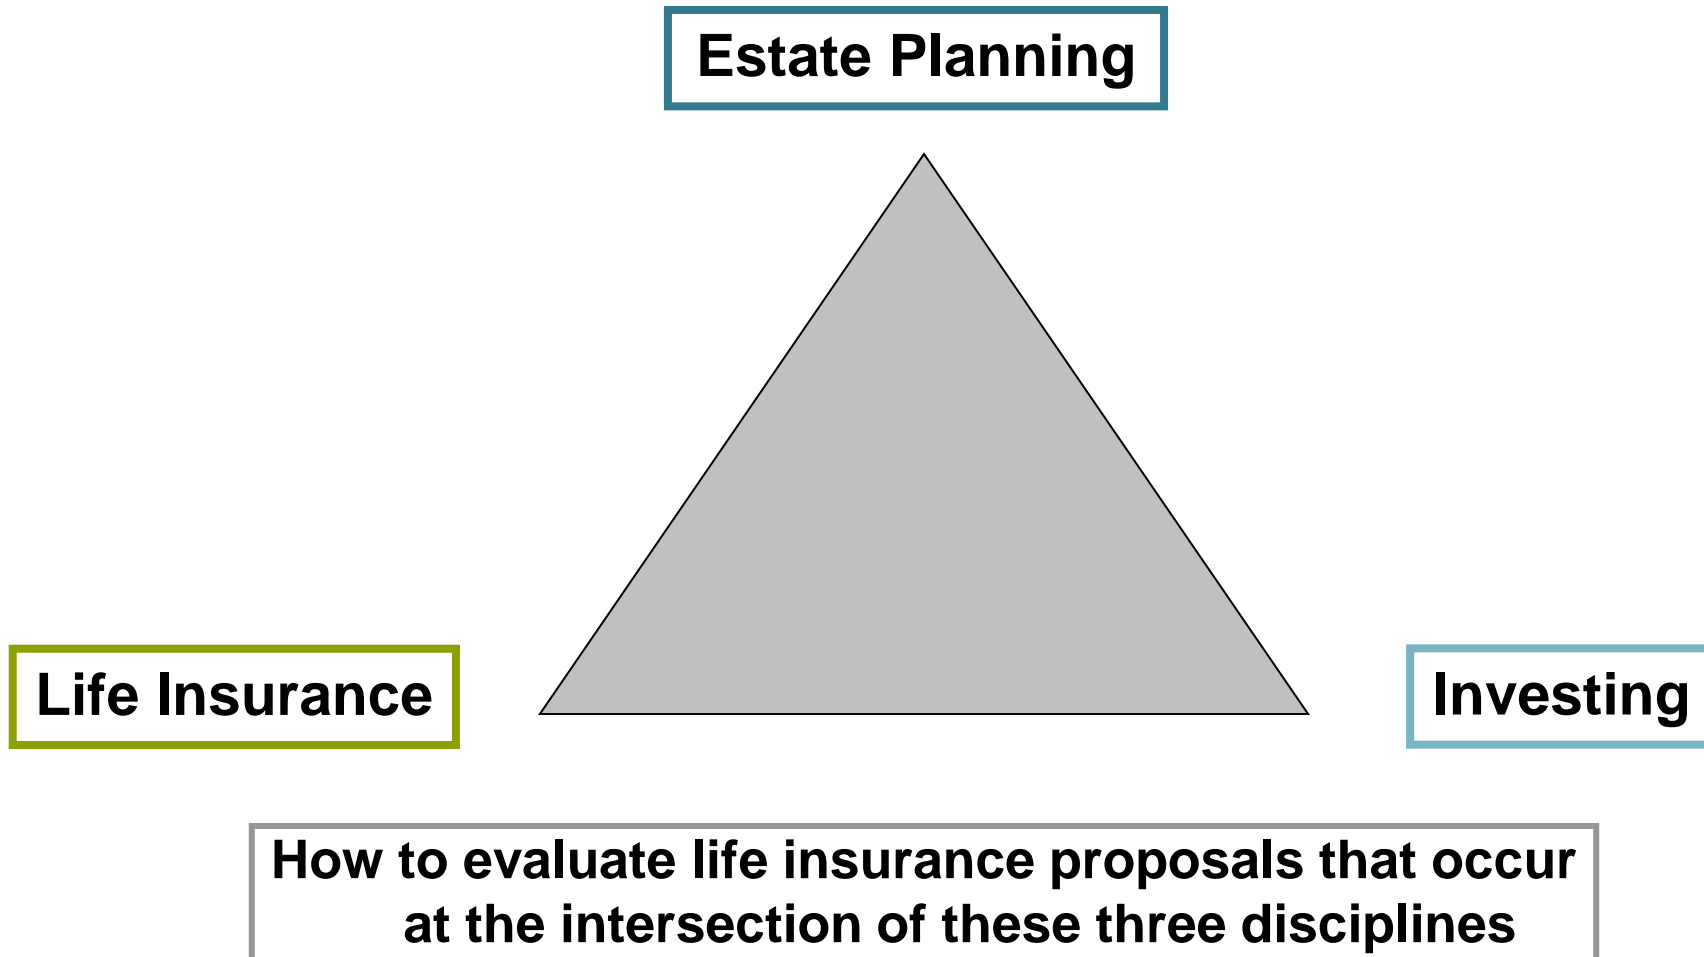 Estate Planning
Life Insurance
Investing
How to evaluate life insurance proposals that occur
at the intersection of these three disciplines